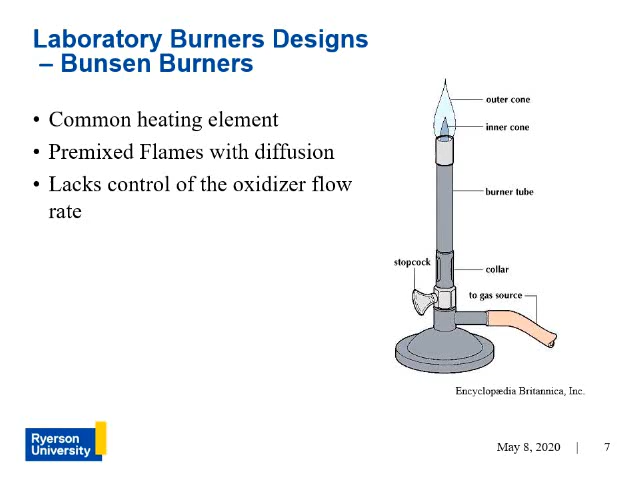 Laboratory Burners Designs
– Bunsen Burners
• Common heating element
• Premixed Flames with diffusion
• Lacks control of the oxidizer flow
rate
outer cone
inner cone
burner tube
stopcock
collar
to gas source
Encyclopædia Britannica, Inc.
Ryerson
University
May 8, 2020 | 7